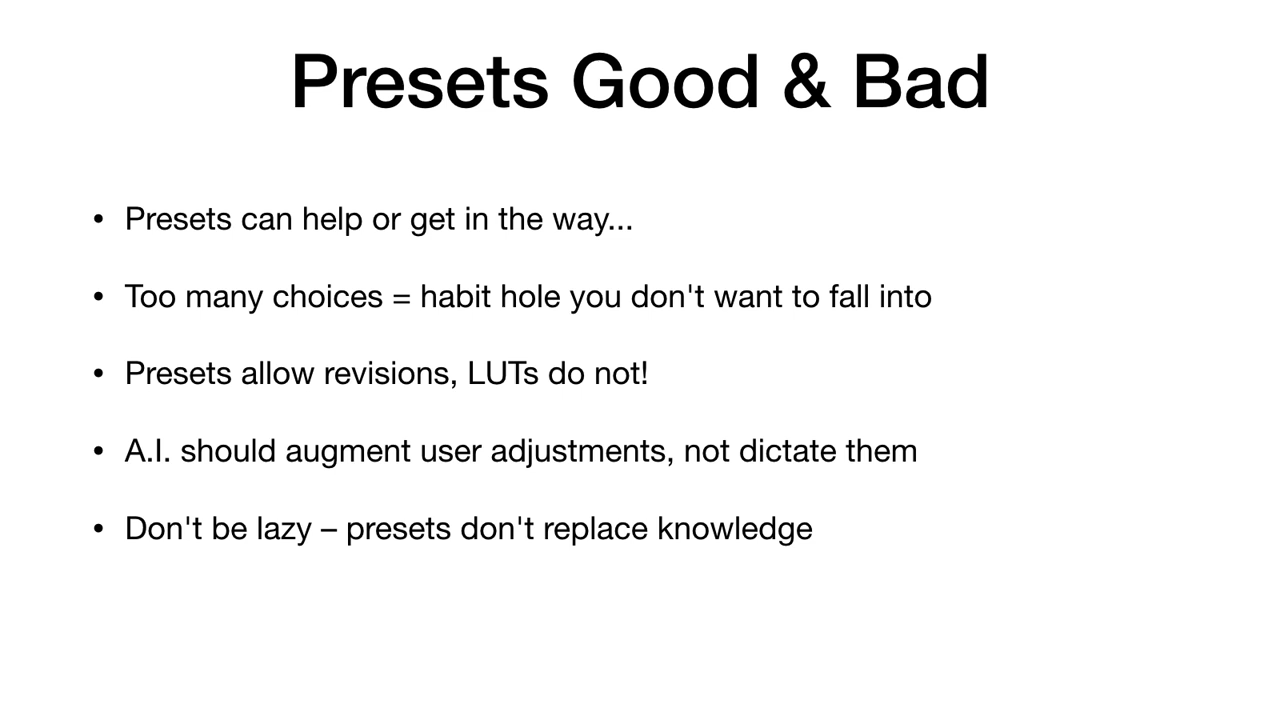 Presets Good & Bad
• Presets can help or get in the way...
• Too many choices = habit hole you don't want to fall into
• Presets allow revisions, LUTs do not!
• A.I. should augment user adjustments, not dictate them
• Don't be lazy – presets don't replace knowledge